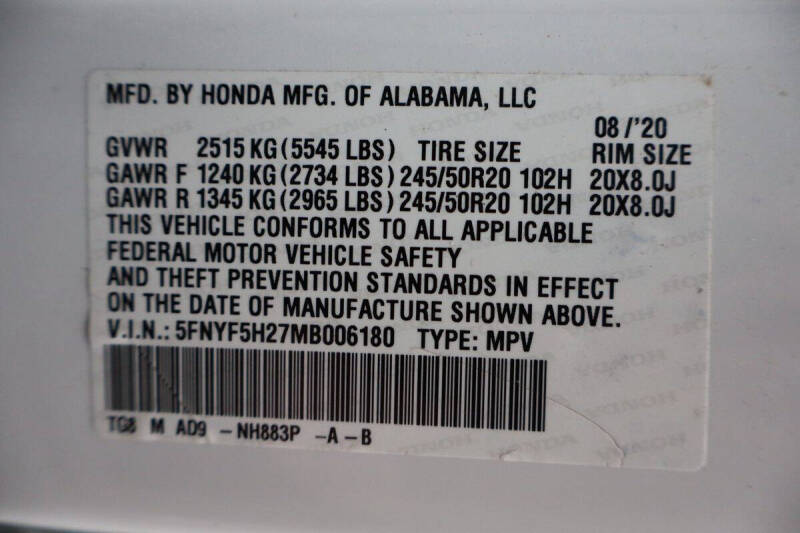 MFD. BY HONDA MFG. OF ALABAMA, LLC
08/'20
GVWR 2515 KG (5545 LBS) TIRE SIZE RIM SIZE
GAWR F 1240 KG (2734 LBS) 245/50R20 102H 20X8.0J
GAWR R 1345 KG (2965 LBS) 245/50R20 102H 20X8.0J
THIS VEHICLE CONFORMS TO ALL APPLICABLE
FEDERAL MOTOR VEHICLE SAFETY
AND THEFT PREVENTION STANDARDS IN EFFECT
ON THE DATE OF MANUFACTURE SHOWN ABOVE.
V.I.N.: 5FNYF5H27MB006180 TYPE: MPV
TG8 M AD9 - NH883P - A - B